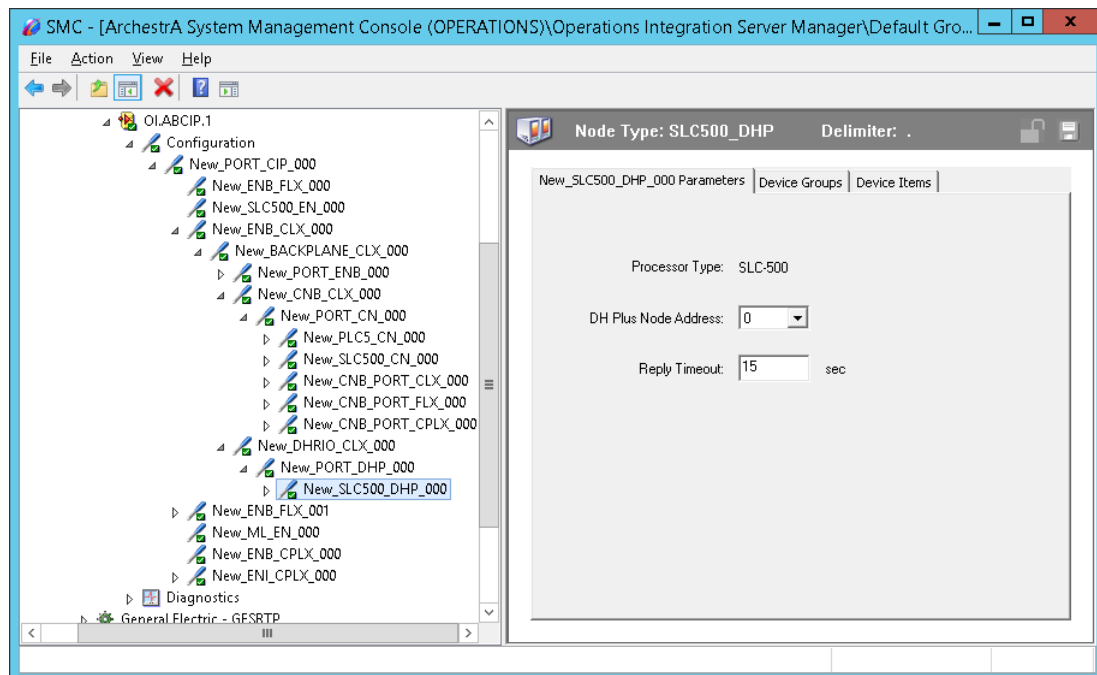 SMC - [ArchestrA System Management Console (OPERATIONS)\Operations Integration Server Manager\Default Gro...
File Action View Help
OI.ABCIP.1
Configuration
New_PORT_CIP_000
New_ENB_FLX_000
New_SLC500_EN_000
New_ENB_CLX_000
New_BACKPLANE_CLX_000
New_PORT_ENB_000
New_CNB_CLX_000
New_PORT_CN_000
New_PLC5_CN_000
New_SLC500_CN_000
New_CNB_PORT_CLX_000
New_CNB_PORT_FLX_000
New_CNB_PORT_CPLX_000
New_DHRIO_CLX_000
New_PORT_DHP_000
New_SLC500_DHP_000
New_ENB_FLX_001
New_ML_EN_000
New_ENB_CPLX_000
New_ENI_CPLX_000
Diagnostics
General Electric - GESRTP
Node Type: SLC500_DHP Delimiter: .
New_SLC500_DHP_000 Parameters Device Groups Device Items
Processor Type: SLC-500
DH Plus Node Address: 0
Reply Timeout: 15 sec